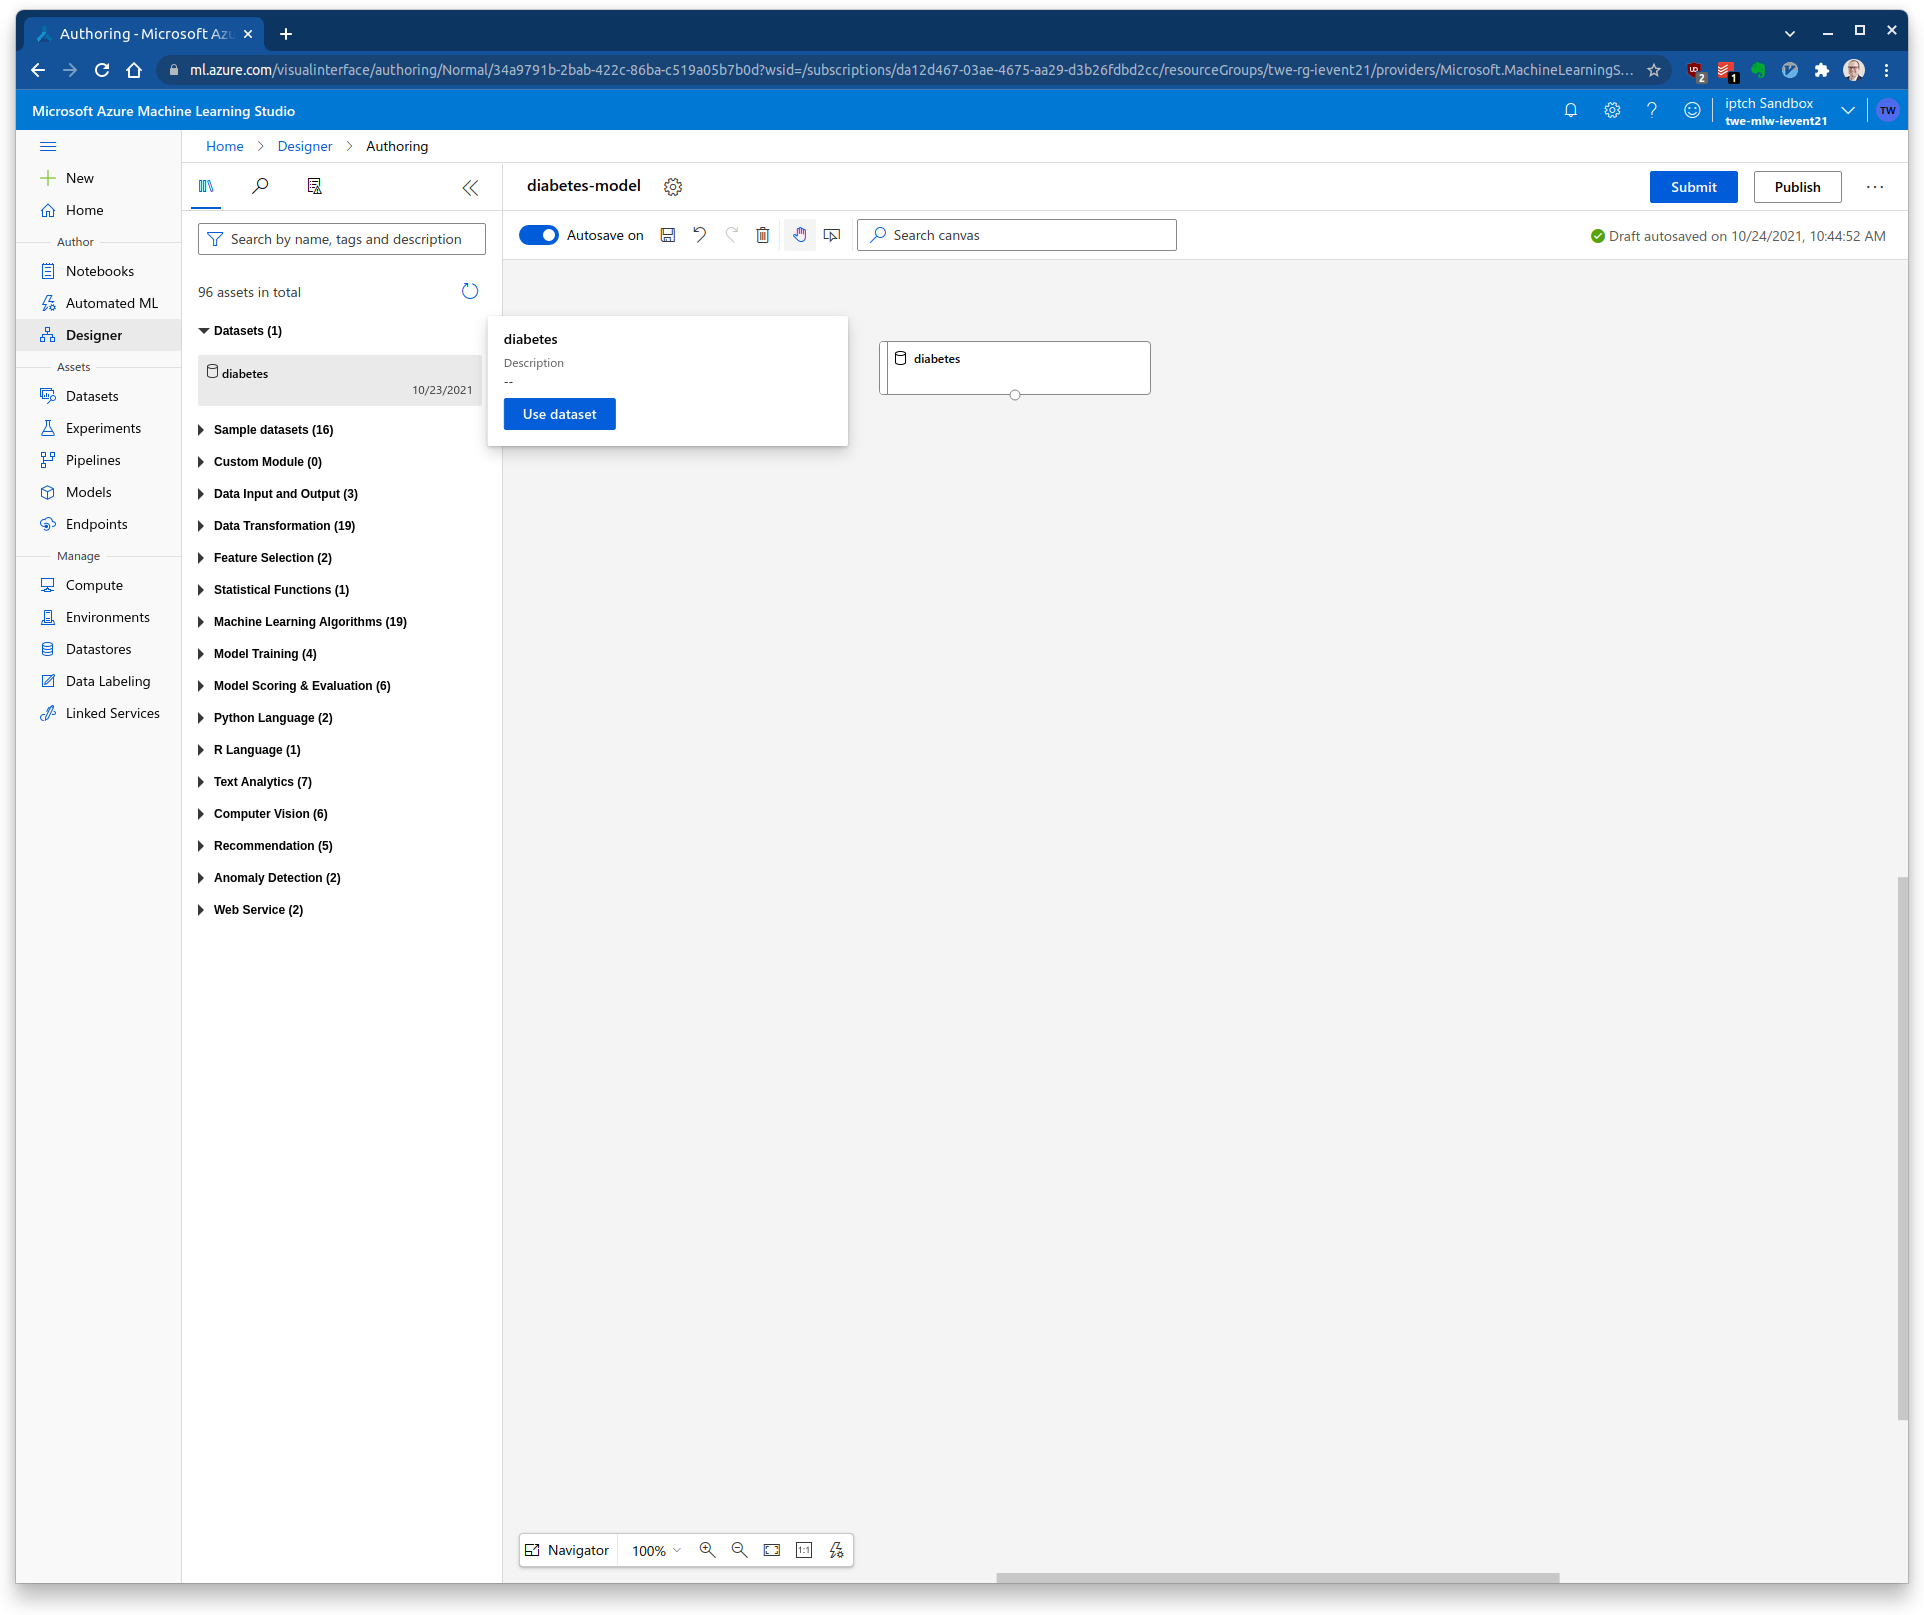 Authoring - Microsoft Azu
ml.azure.com/visualinterface/authoring/Normal/34a9791b-2bab-422c-86ba-c519a05b7b0d?wsid=/subscriptions/da12d467-03ae-4675-aa29-d3b26fdbd2cc/resourceGroups/twe-rg-ievent21/providers/Microsoft.MachineLearningS...
2
1
Microsoft Azure Machine Learning Studio
iptch Sandbox
twe-mlw-ievent21
TW
Home > Designer > Authoring
New
Home
Author
Notebooks
Automated ML
Designer
Assets
Datasets
Experiments
Pipelines
Models
Endpoints
Manage
Compute
Environments
Datastores
Data Labeling
Linked Services
Search by name, tags and description
96 assets in total
Datasets (1)
diabetes
10/23/2021
Sample datasets (16)
Custom Module (0)
Data Input and Output (3)
Data Transformation (19)
Feature Selection (2)
Statistical Functions (1)
Machine Learning Algorithms (19)
Model Training (4)
Model Scoring & Evaluation (6)
Python Language (2)
R Language (1)
Text Analytics (7)
Computer Vision (6)
Recommendation (5)
Anomaly Detection (2)
Web Service (2)
diabetes-model
Submit
Publish
Autosave on
Search canvas
Draft autosaved on 10/24/2021, 10:44:52 AM
diabetes
Description
--
Use dataset
diabetes
Navigator
100%
1:1